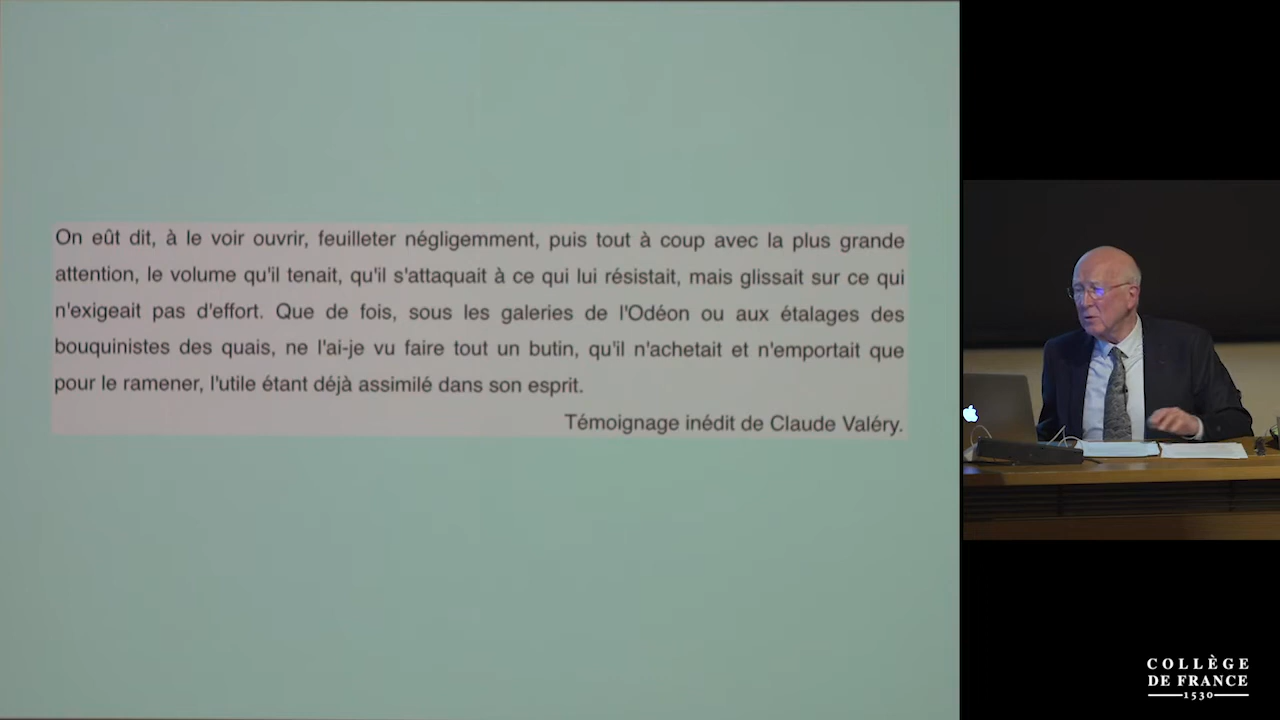 On eût dit, à le voir ouvrir, feuilleter négligemment, puis tout à coup avec la plus grande
attention, le volume qu'il tenait, qu'il s'attaquait à ce qui lui résistait, mais glissait sur ce qui
n'exigeait pas d'effort. Que de fois, sous les galeries de l'Odéon ou aux étalages des
bouquinistes des quais, ne l'ai-je vu faire tout un butin, qu'il n'achetait et n'emportait que
pour le ramener, l'utile étant déjà assimilé dans son esprit.
Témoignage inédit de Claude Valéry.
COLLÈGE
DE FRANCE
1530